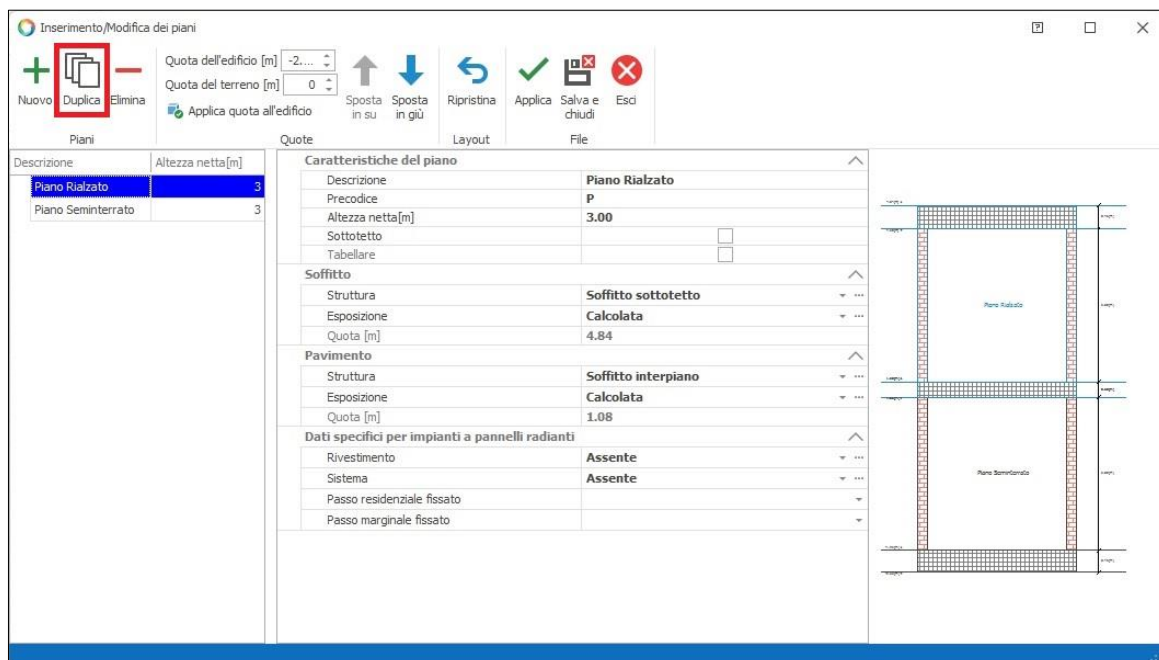 Inserimento/Modifica dei piani
Nuovo
Duplica
Elimina
Piani
Quota dell'edificio [m] -2....
Quota del terreno [m] 0
Applica quota all'edificio
Sposta in su
Sposta in giù
Quote
Ripristina
Layout
Applica
Salva e chiudi
Esci
File
Descrizione Altezza netta[m]
Piano Rialzato 3
Piano Seminterrato 3
Caratteristiche del piano
Descrizione Piano Rialzato
Precodice P
Altezza netta[m] 3.00
Sottotetto
Tabellare
Soffitto
Struttura Soffitto sottotetto
Esposizione Calcolata
Quota [m] 4.84
Pavimento
Struttura Soffitto interpiano
Esposizione Calcolata
Quota [m] 1.08
Dati specifici per impianti a pannelli radianti
Rivestimento Assente
Sistema Assente
Passo residenziale fissato
Passo marginale fissato
Piano Rialzato
Piano Seminterrato